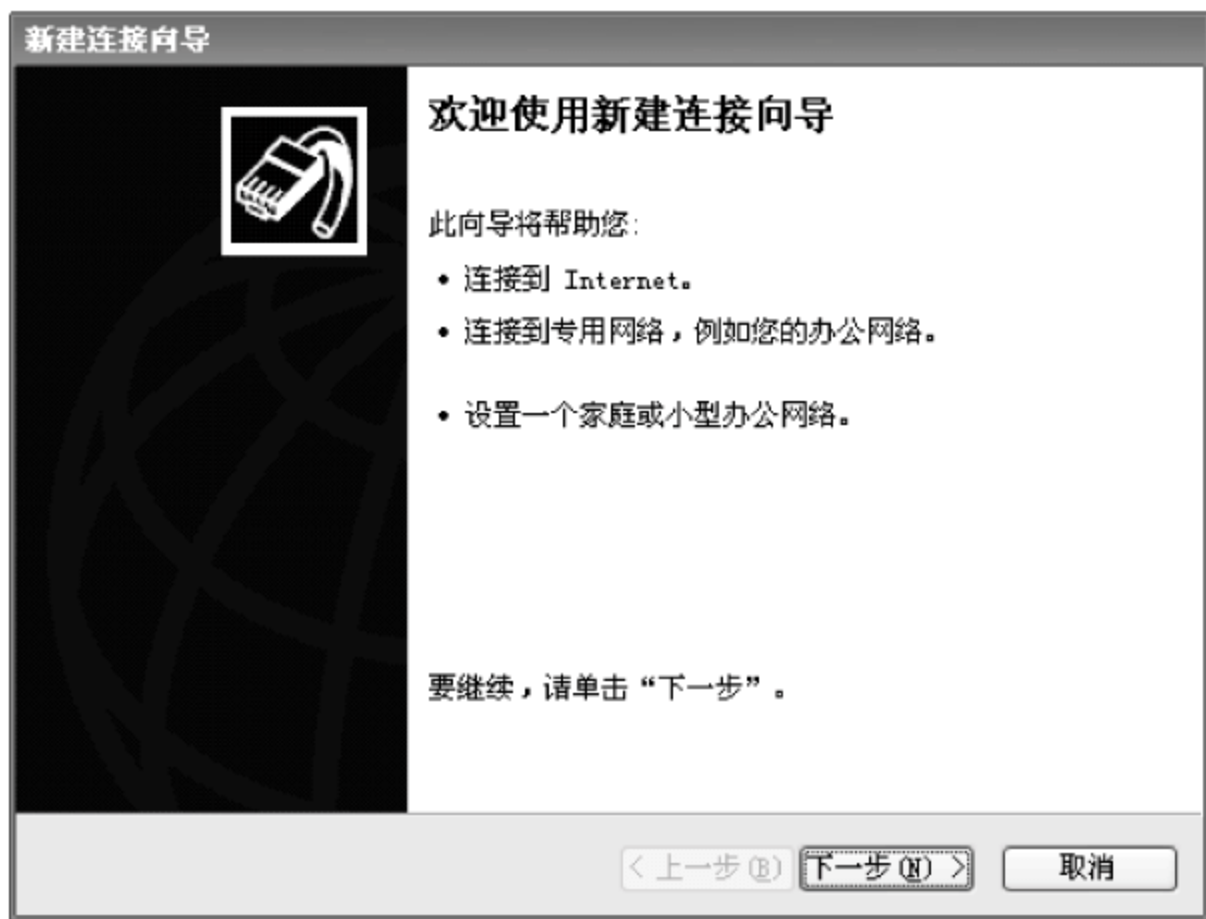 新建连接向导
欢迎使用新建连接向导
此向导将帮助您:
• 连接到 Internet。
• 连接到专用网络，例如您的办公网络。
• 设置一个家庭或小型办公网络。
要继续，请单击“下一步”。
< 上一步(B) 下一步(N) > 取消